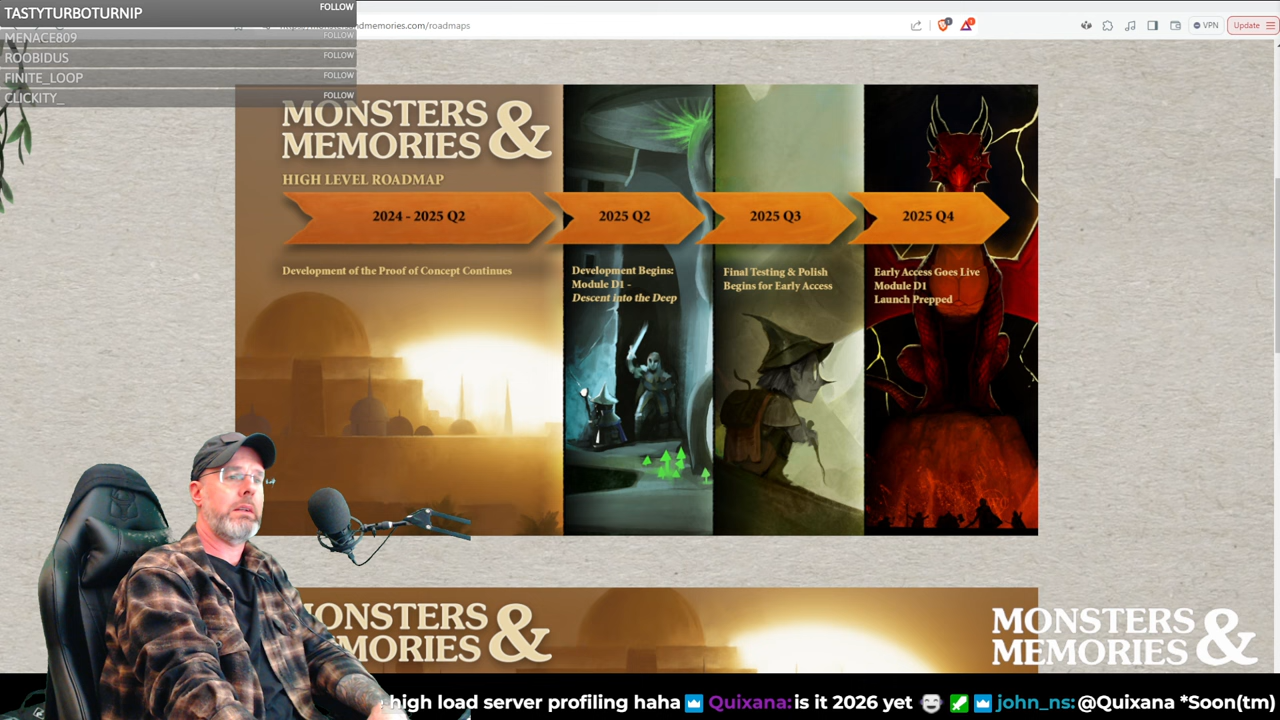 TASTYTURBOTURNIP FOLLOW
MENACE809 FOLLOW
ROOBIDUS FOLLOW
FINITE_LOOP FOLLOW
CLICKITY_ FOLLOW
ndmemories.com/roadmaps
VPN
Update
MONSTERS &
MEMORIES
HIGH LEVEL ROADMAP
2024 - 2025 Q2
2025 Q2
2025 Q3
2025 Q4
Development of the Proof of Concept Continues
Development Begins:
Module D1 -
Descent into the Deep
Final Testing & Polish
Begins for Early Access
Early Access Goes Live
Module D1
Launch Prepped
MONSTERS &
MEMORIES
MONSTERS &
MEMORIES
high load server profiling haha Quixana: is it 2026 yet john_ns: @Quixana *Soon(tm)